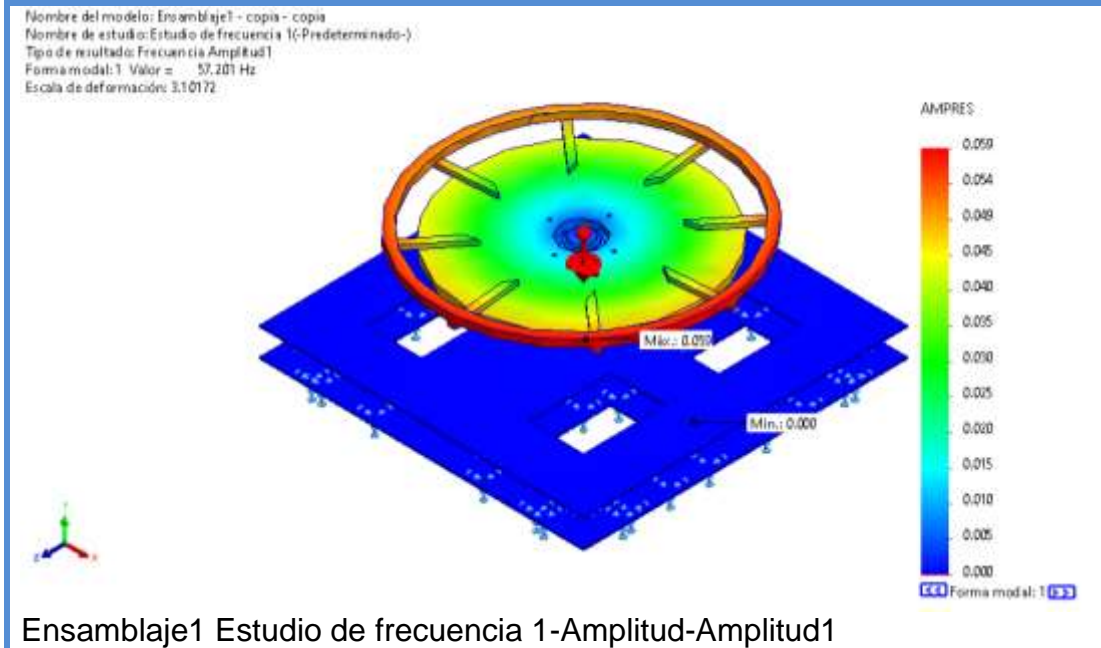 Nombre del modelo: Ensamblaje1 - copia - copia
Nombre de estudio: Estudio de frecuencia 1(-Predeterminado-)
Tipo de resultado: Frecuencia Amplitud1
Forma modal: 1 Valor = 57.201 Hz
Escala de deformación: 3.10172
AMPRES
0.059
0.054
0.049
0.045
0.040
0.035
0.030
0.025
0.020
0.015
0.010
0.005
0.000
Máx.: 0.059
Mín.: 0.000
Forma modal: 1
Ensamblaje1 Estudio de frecuencia 1-Amplitud-Amplitud1